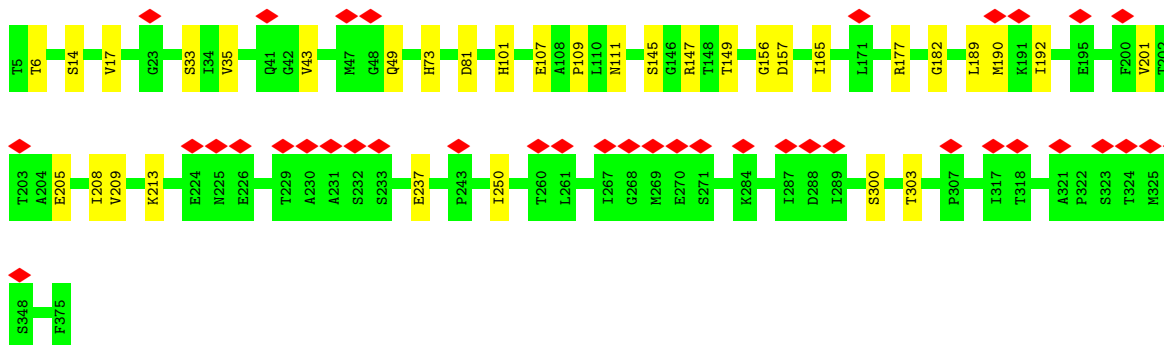 T5 T6 S14 V17 G23 S33 I34 V35 Q41 G42 V43 M47 G48 Q49 H73 D81 H101 E107 A108 P109 L110 N111 S145 G146 R147 T148 T149 G156 D157 I165 L171 R177 G182 L189 M190 K191 I192 E195 F200 V201 T202
T203 A204 E205 I208 V209 K213 E224 N225 E226 T229 A230 A231 S232 S233 E237 P243 I250 T260 L261 I267 G268 M269 E270 S271 K284 I287 D288 I289 S300 T303 P307 I317 T318 A321 P322 S323 T324 M325
S348 F375